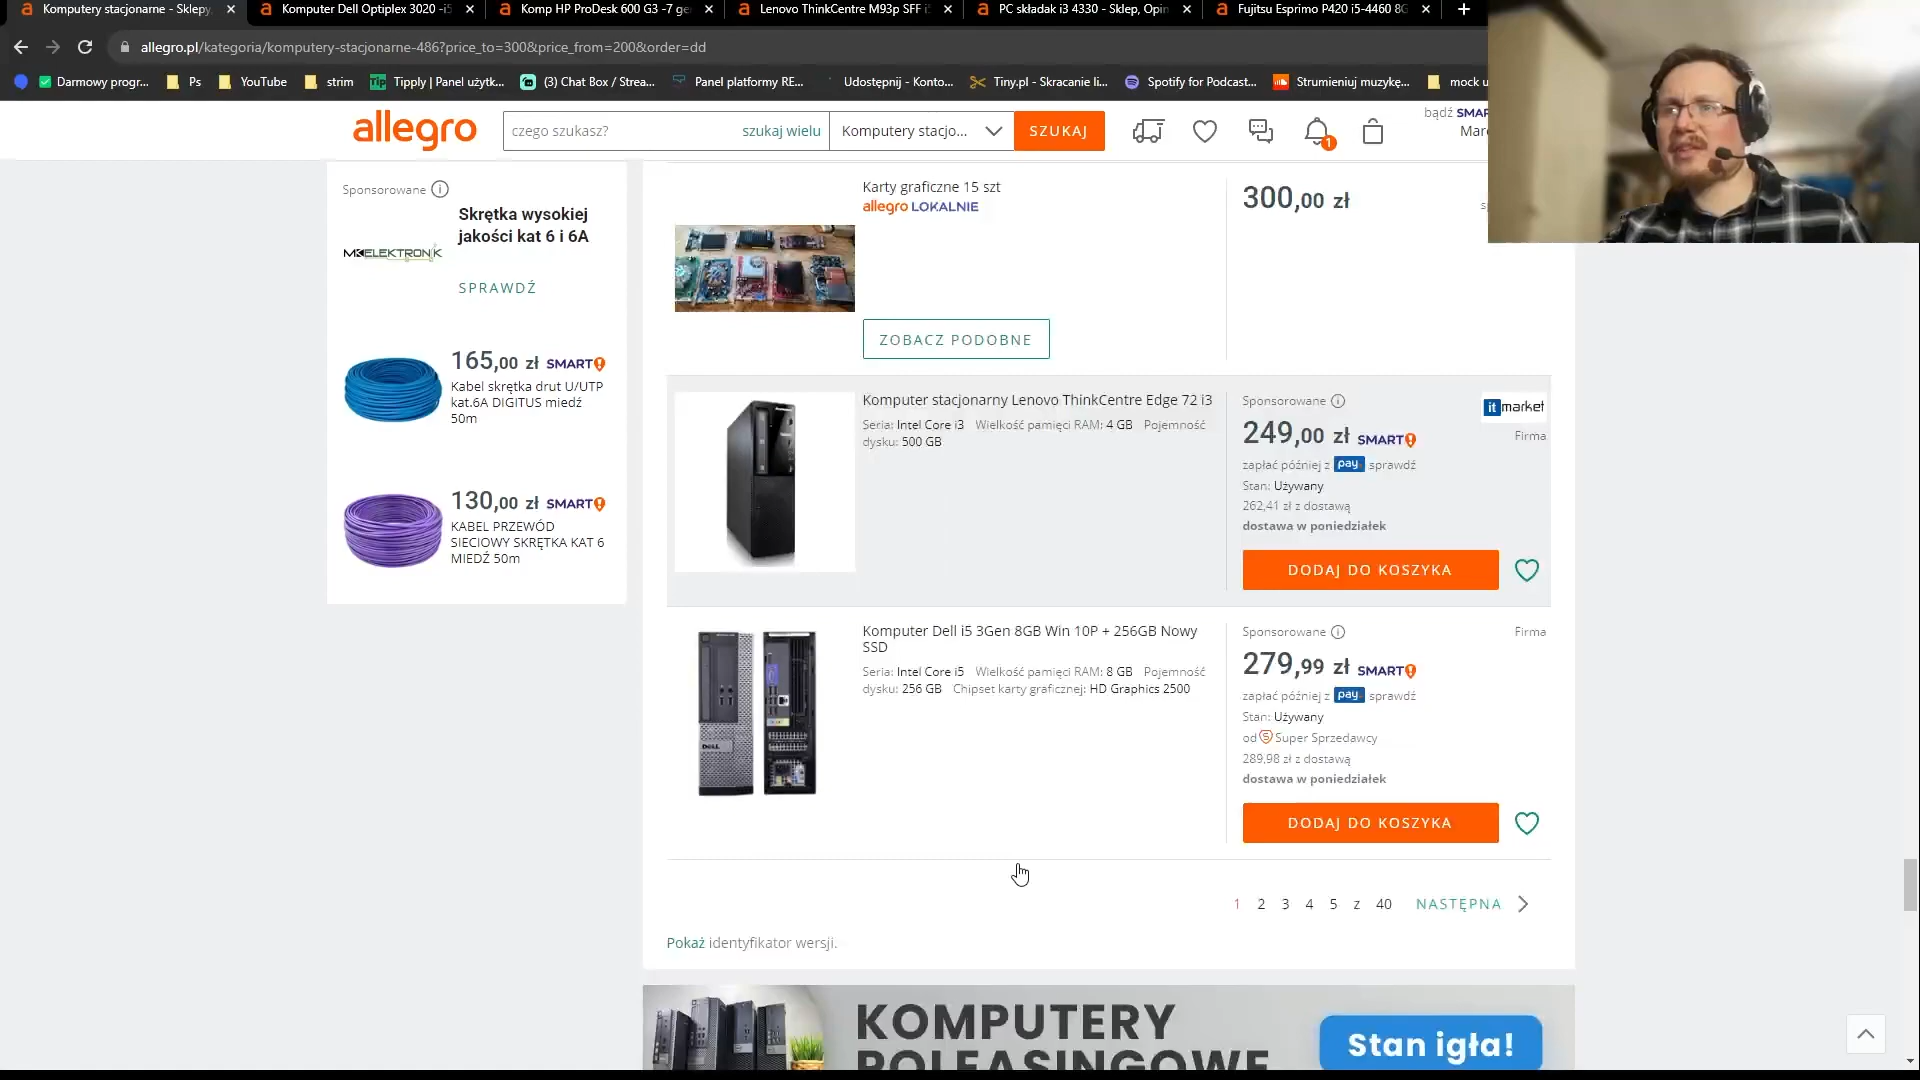 Komputery stacjonarne - Sklepy,
Komputer Dell Optiplex 3020 -i5
Komp HP ProDesk 600 G3 -7 ge
Lenovo ThinkCentre M93p SFF i5
PC składak i3 4330 - Sklep, Opin
Fujitsu Esprimo P420 i5-4460 8G
allegro.pl/kategoria/komputery-stacjonarne-486?price_to=300&price_from=200&order=dd
Darmowy progr...
Ps
YouTube
strim
Tip
Tipply | Panel użytk...
(3) Chat Box / Strea...
Panel platformy RE...
Udostępnij - Konto...
Tiny.pl - Skracanie li...
Spotify for Podcast...
Strumieniuj muzykę...
mock u
allegro
czego szukasz?
szukaj wielu
Komputery stacjo...
SZUKAJ
1
bądź SMAR
Marc
Sponsorowane
Skrętka wysokiej
jakości kat 6 i 6A
MKELEKTRONIK
SPRAWDŹ
165,00 zł SMART!
Kabel skrętka drut U/UTP
kat.6A DIGITUS miedź
50m
130,00 zł SMART!
KABEL PRZEWÓD
SIECIOWY SKRĘTKA KAT 6
MIEDŹ 50m
Karty graficzne 15 szt
allegro LOKALNIE
ZOBACZ PODOBNE
300,00 zł
Komputer stacjonarny Lenovo ThinkCentre Edge 72 i3
Seria: Intel Core i3 Wielkość pamięci RAM: 4 GB Pojemność
dysku: 500 GB
Sponsorowane
it market
249,00 zł SMART!
Firma
zapłać później z pay sprawdź
Stan: Używany
262,41 zł z dostawą
dostawa w poniedziałek
DODAJ DO KOSZYKA
Komputer Dell i5 3Gen 8GB Win 10P + 256GB Nowy
SSD
Seria: Intel Core i5 Wielkość pamięci RAM: 8 GB Pojemność
dysku: 256 GB Chipset karty graficznej: HD Graphics 2500
DELL
Sponsorowane
Firma
279,99 zł SMART!
zapłać później z pay sprawdź
Stan: Używany
od Super Sprzedawcy
289,98 zł z dostawą
dostawa w poniedziałek
DODAJ DO KOSZYKA
1 2 3 4 5 z 40 NASTĘPNA
Pokaż identyfikator wersji.
KOMPUTERY
POLEASINGOWE
Stan igła!